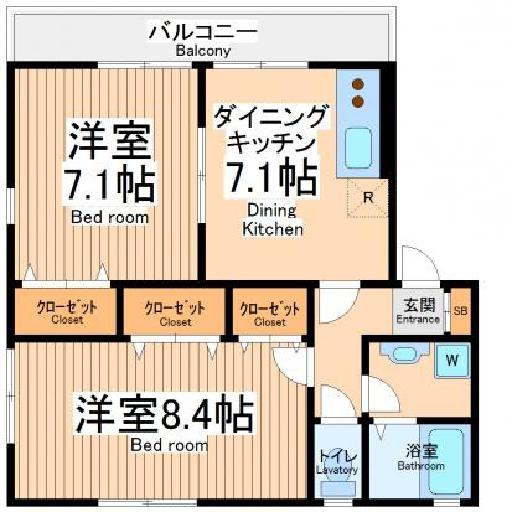 バルコニー
Balcony
洋室
7.1帖
Bed room
ダイニング
キッチン
7.1帖
Dining
Kitchen
R
クローゼット
Closet
クローゼット
Closet
クローゼット
Closet
玄関
Entrance
SB
W
洋室8.4帖
Bed room
トイレ
Lavatory
浴室
Bathroom